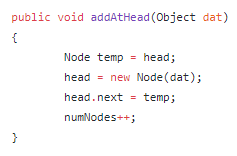 public void addAtHead(Object dat)
{
Node temp = head;
head = new Node(dat);
head.next = temp;
numNodes++;
}